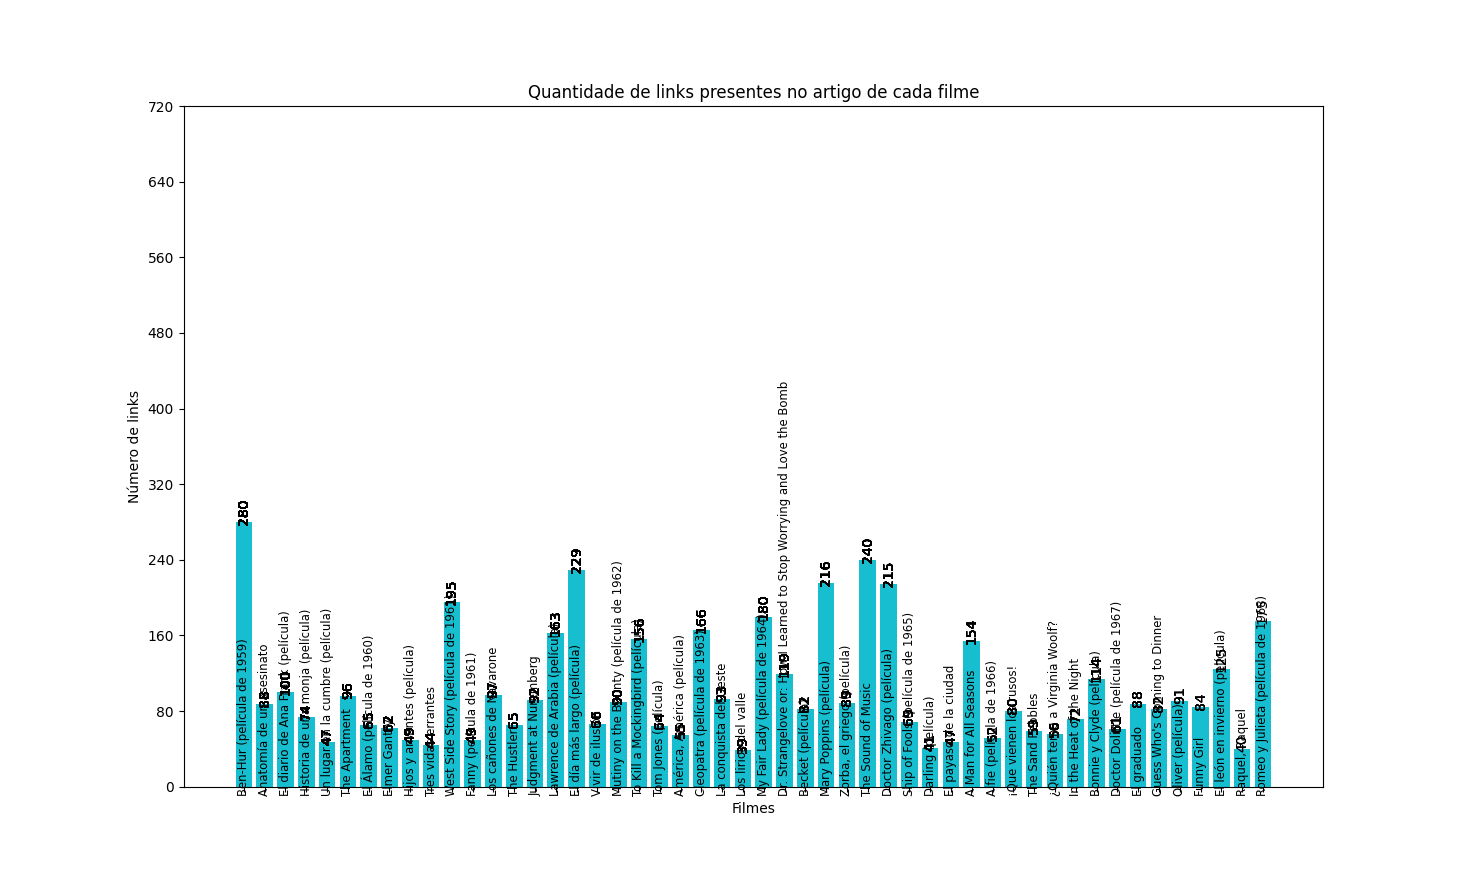 Quantidade de links presentes no artigo de cada filme
Número de links
720
640
560
480
400
320
240
160
80
0
280
88
100
74
47
96
65
62
49
44
195
49
97
65
92
163
229
66
90
156
64
55
166
93
39
180
119
82
216
89
240
215
69
41
47
154
52
80
59
56
72
114
61
88
82
91
84
125
40
175
Ben-Hur (película de 1959)
Anatomía de un asesinato
El diario de Ana Frank (película)
Historia de una monja (película)
Un lugar en la cumbre (película)
The Apartment
El Álamo (película de 1960)
Elmer Gantry
Hijos y amantes (película)
Tres vidas errantes
West Side Story (película de 1961)
Fanny (película de 1961)
Los cañones de Navarone
The Hustler
Judgment at Nuremberg
Lawrence de Arabia (película)
El día más largo (película)
Vivir de ilusión
Mutiny on the Bounty (película de 1962)
To Kill a Mockingbird (película)
Tom Jones (película)
América, América (película)
Cleopatra (película de 1963)
La conquista del oeste
Los lirios del valle
My Fair Lady (película de 1964)
Dr. Strangelove or: How I Learned to Stop Worrying and Love the Bomb
Becket (película)
Mary Poppins (película)
Zorba, el griego (película)
The Sound of Music
Doctor Zhivago (película)
Ship of Fools (película de 1965)
Darling (película)
El payaso de la ciudad
A Man for All Seasons
Alfie (película de 1966)
¡Que vienen los rusos!
The Sand Pebbles
¿Quién teme a Virginia Woolf?
In the Heat of the Night
Bonnie y Clyde (película)
Doctor Dolittle (película de 1967)
El graduado
Guess Who's Coming to Dinner
Oliver (película)
Funny Girl
El león en invierno (película)
Raquel, Raquel
Romeo y Julieta (película de 1968)
Filmes